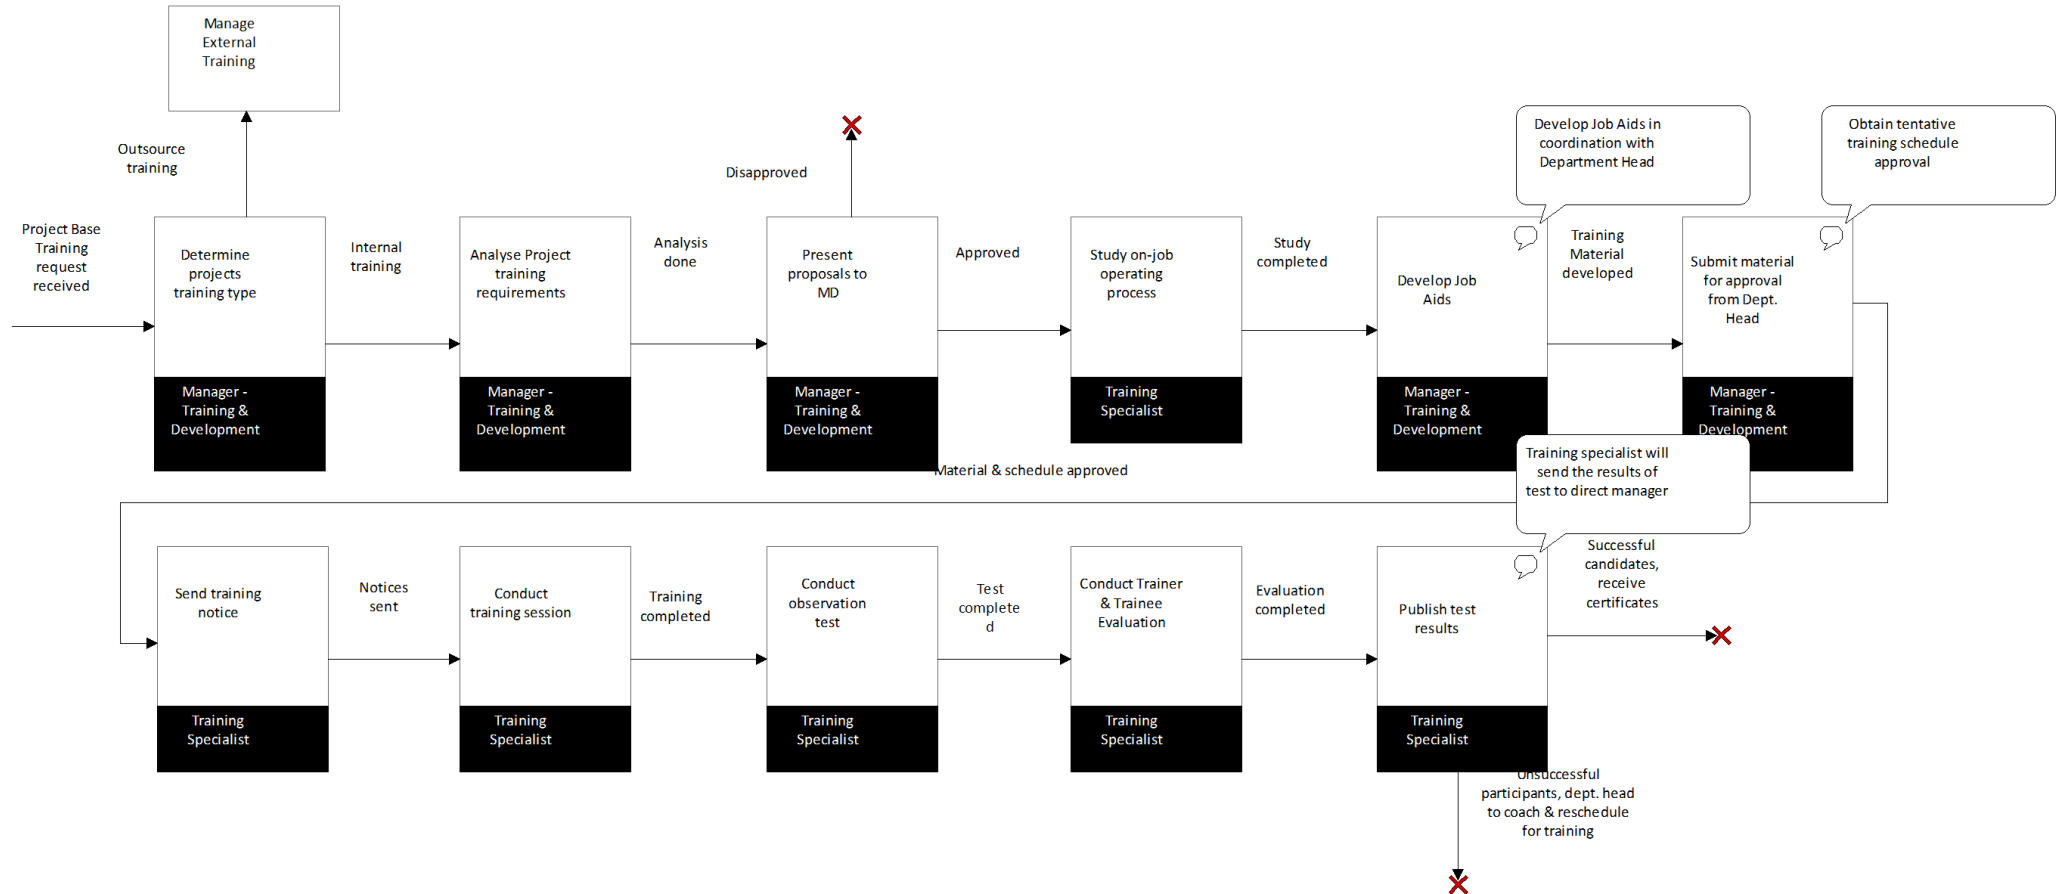 Manage
External
Training
Outsource
training
Disapproved
Develop Job Aids in
coordination with
Department Head
Obtain tentative
training schedule
approval
Project Base
Training
request
received
Determine
projects
training type
Internal
training
Analyse Project
training
requirements
Analysis
done
Present
proposals to
MD
Approved
Study on-job
operating
process
Study
completed
Develop Job
Aids
Training
Material
developed
Submit material
for approval
from Dept.
Head
Manager -
Training &
Development
Manager -
Training &
Development
Manager -
Training &
Development
Training
Specialist
Manager -
Training &
Development
Manager -
Training &
Development
Material & schedule approved
Training specialist will
send the results of
test to direct manager
Send training
notice
Notices
sent
Conduct
training session
Training
completed
Conduct
observation
test
Test
complete
d
Conduct Trainer
& Trainee
Evaluation
Evaluation
completed
Publish test
results
Successful
candidates,
receive
certificates
Training
Specialist
Training
Specialist
Training
Specialist
Training
Specialist
Training
Specialist
Unsuccessful
participants, dept. head
to coach & reschedule
for training